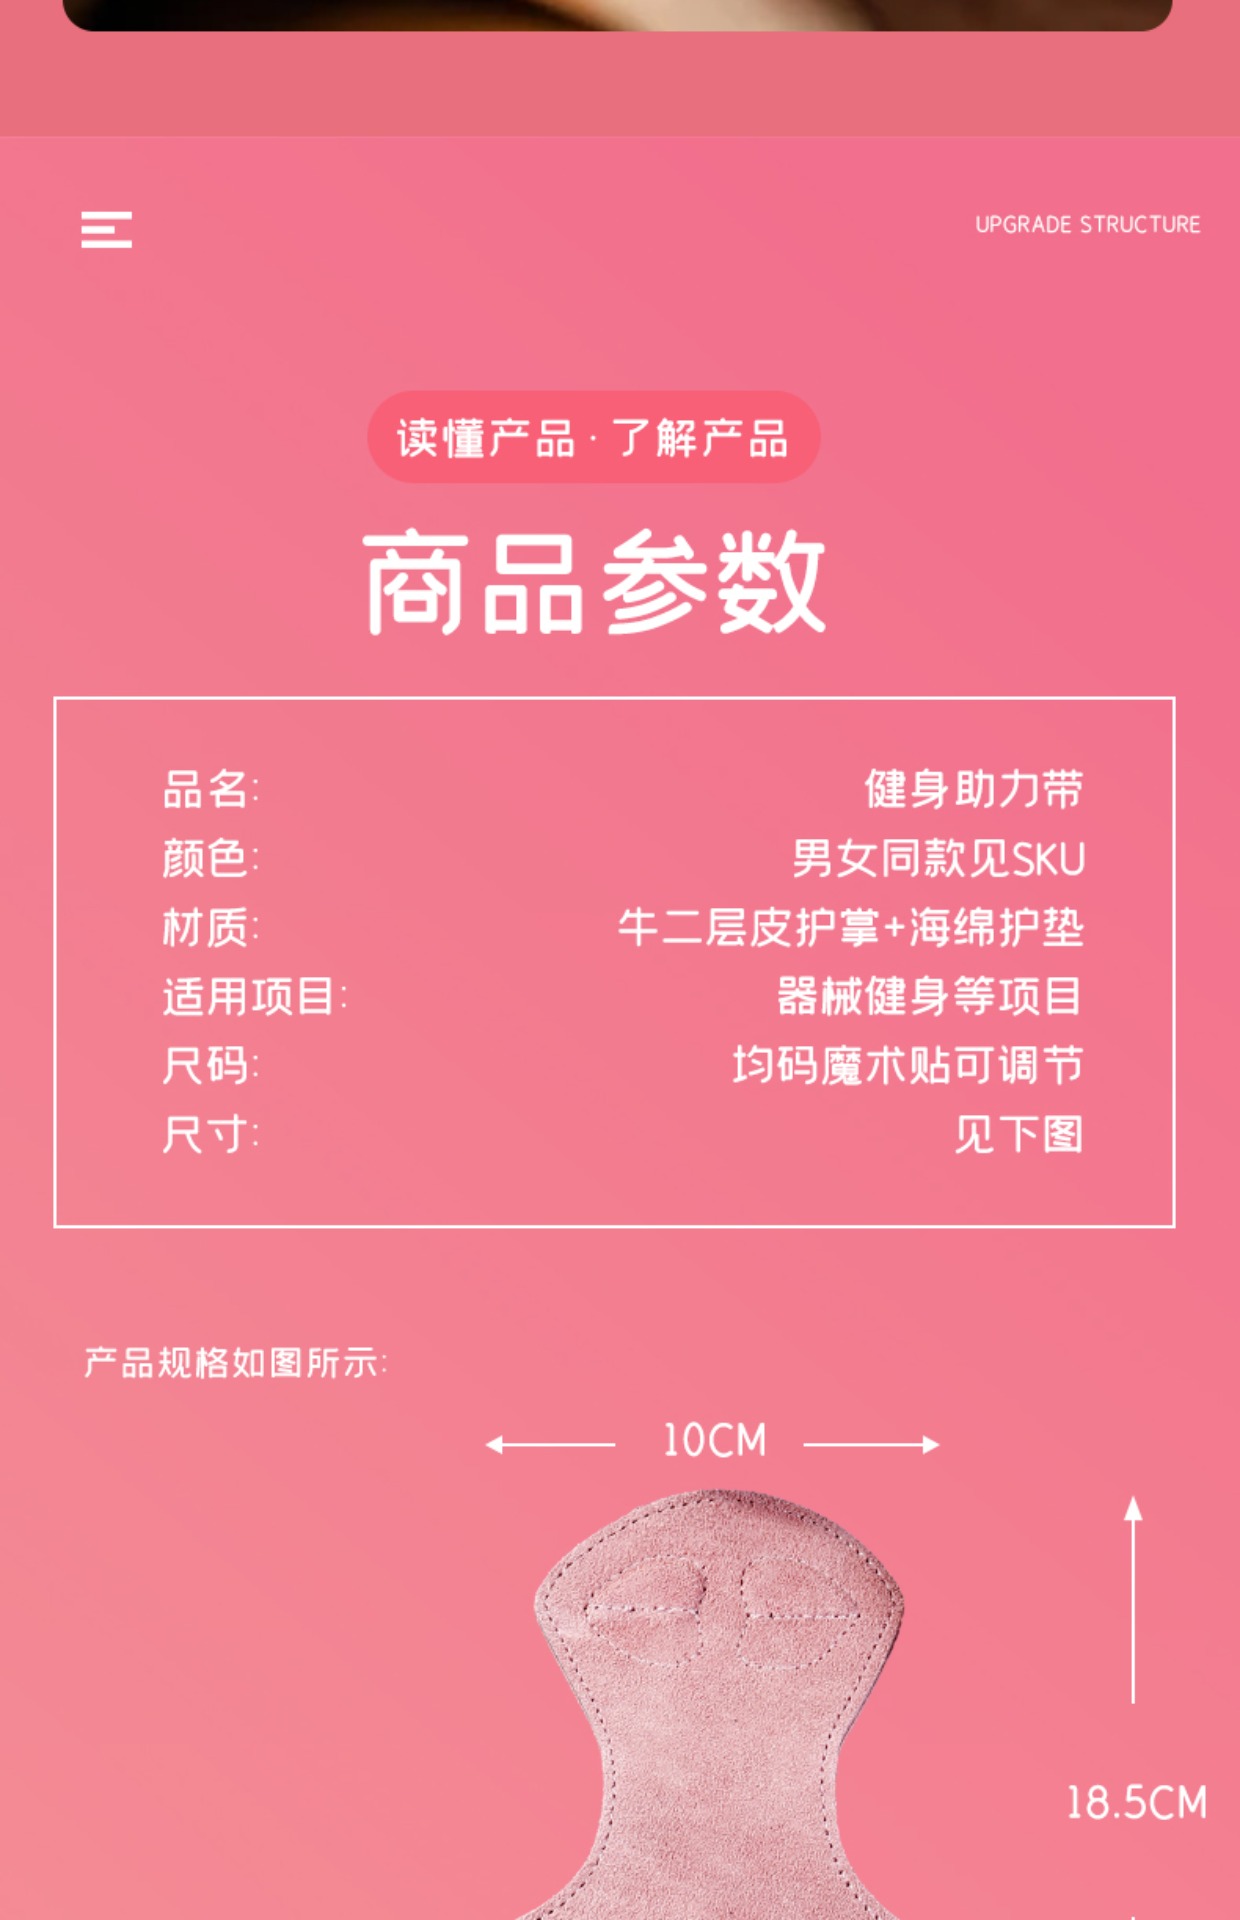 UPGRADE STRUCTURE
读懂产品·了解产品
商品参数
品名: 健身助力带
颜色: 男女同款见SKU
材质: 牛二层皮护掌+海绵护垫
适用项目: 器械健身等项目
尺码: 均码魔术贴可调节
尺寸: 见下图
产品规格如图所示:
10CM
18.5CM